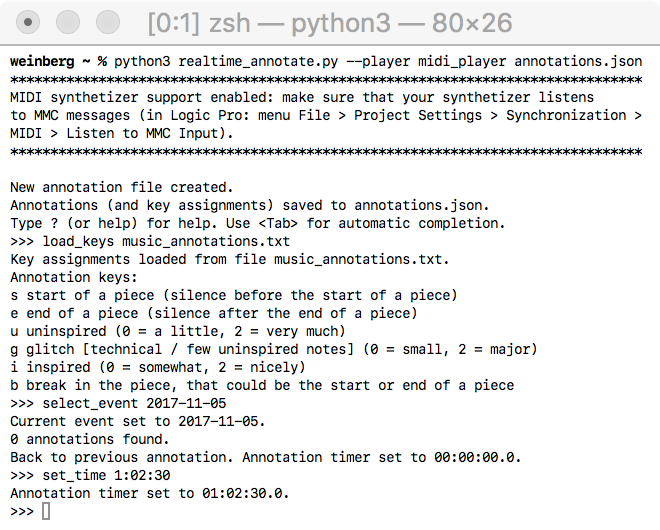 [0:1] zsh — python3 — 80×26
weinberg ~ % python3 realtime_annotate.py --player midi_player annotations.json
*******************************************************************************
MIDI synthetizer support enabled: make sure that your synthetizer listens
to MMC messages (in Logic Pro: menu File > Project Settings > Synchronization >
MIDI > Listen to MMC Input).
*******************************************************************************
New annotation file created.
Annotations (and key assignments) saved to annotations.json.
Type ? (or help) for help. Use <Tab> for automatic completion.
>>> load_keys music_annotations.txt
Key assignments loaded from file music_annotations.txt.
Annotation keys:
s start of a piece (silence before the start of a piece)
e end of a piece (silence after the end of a piece)
u uninspired (0 = a little, 2 = very much)
g glitch [technical / few uninspired notes] (0 = small, 2 = major)
i inspired (0 = somewhat, 2 = nicely)
b break in the piece, that could be the start or end of a piece
>>> select_event 2017-11-05
Current event set to 2017-11-05.
0 annotations found.
Back to previous annotation. Annotation timer set to 00:00:00.0.
>>> set_time 1:02:30
Annotation timer set to 01:02:30.0.
>>>